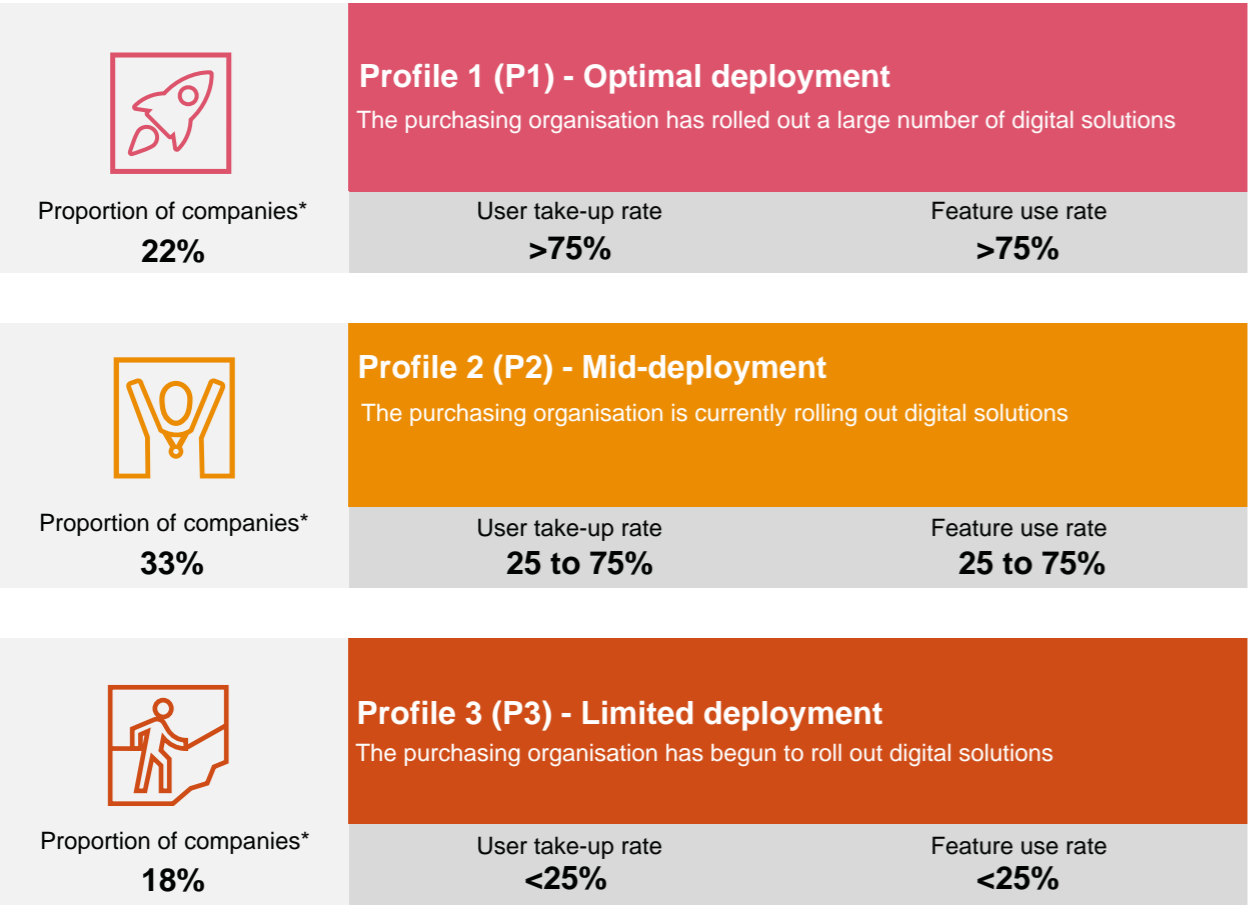 Profile 1 (P1) - Optimal deployment
The purchasing organisation has rolled out a large number of digital solutions
Proportion of companies*
22%
User take-up rate
>75%
Feature use rate
>75%
Profile 2 (P2) - Mid-deployment
The purchasing organisation is currently rolling out digital solutions
Proportion of companies*
33%
User take-up rate
25 to 75%
Feature use rate
25 to 75%
Profile 3 (P3) - Limited deployment
The purchasing organisation has begun to roll out digital solutions
Proportion of companies*
18%
User take-up rate
<25%
Feature use rate
<25%